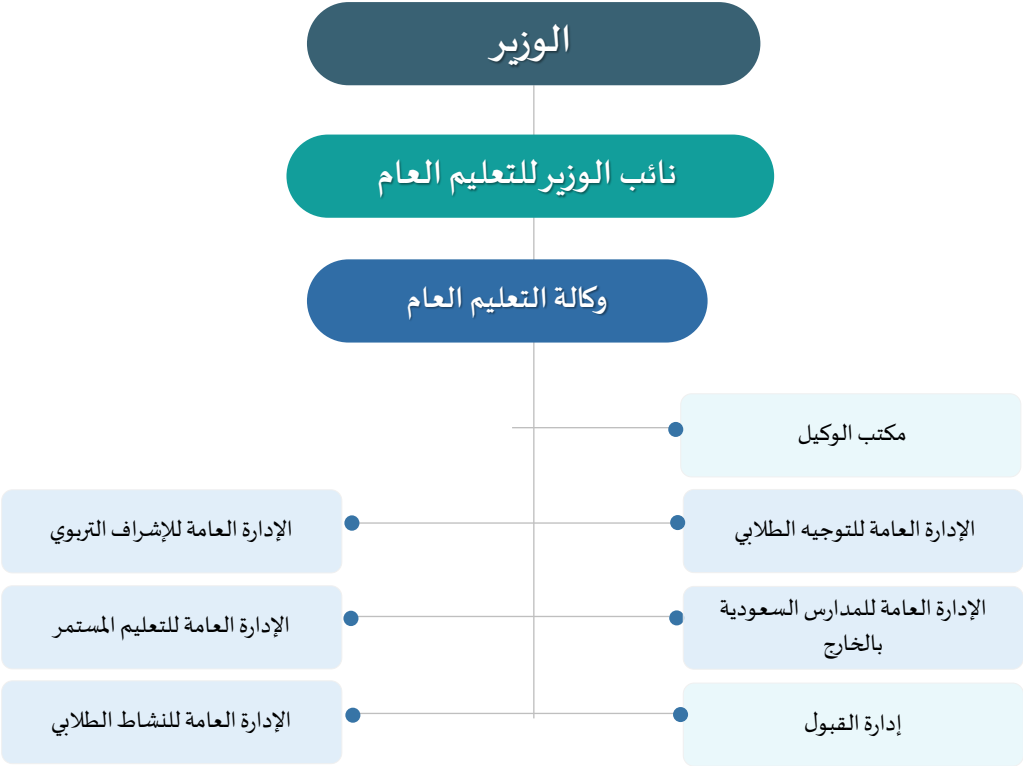 الوزير
نائب الوزير للتعليم العام
وكالة التعليم العام
مكتب الوكيل
الإدارة العامة للتوجيه الطلابي
الإدارة العامة للإشراف التربوي
الإدارة العامة للمدارس السعودية
بالخارج
الإدارة العامة للتعليم المستمر
إدارة القبول
الإدارة العامة للنشاط الطلابي